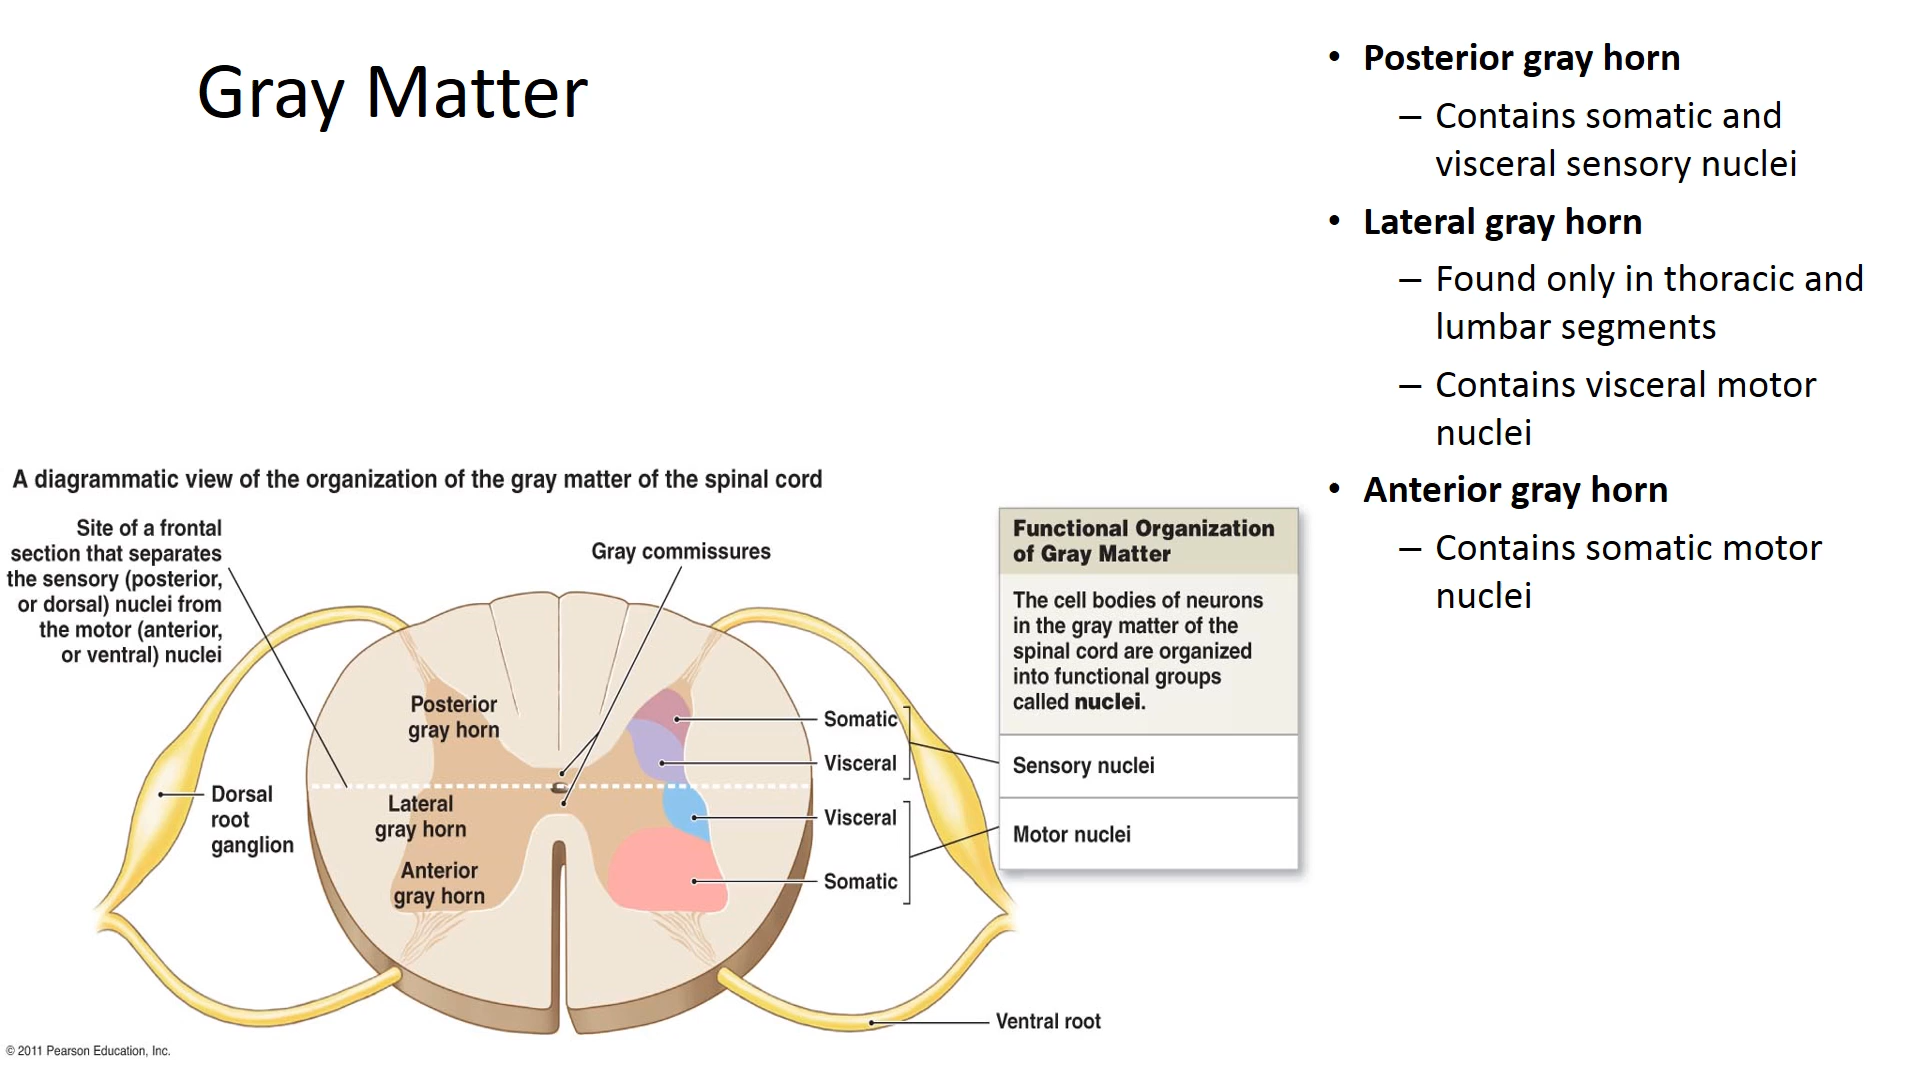 Gray Matter
• Posterior gray horn
– Contains somatic and
visceral sensory nuclei
• Lateral gray horn
– Found only in thoracic and
lumbar segments
– Contains visceral motor
nuclei
• Anterior gray horn
– Contains somatic motor
nuclei
A diagrammatic view of the organization of the gray matter of the spinal cord
Site of a frontal
section that separates
the sensory (posterior,
or dorsal) nuclei from
the motor (anterior,
or ventral) nuclei
Gray commissures
Posterior
gray horn
Lateral
gray horn
Anterior
gray horn
Dorsal
root
ganglion
Somatic
Visceral
Visceral
Somatic
Functional Organization
of Gray Matter
The cell bodies of neurons
in the gray matter of the
spinal cord are organized
into functional groups
called nuclei.
Sensory nuclei
Motor nuclei
Ventral root
© 2011 Pearson Education, Inc.